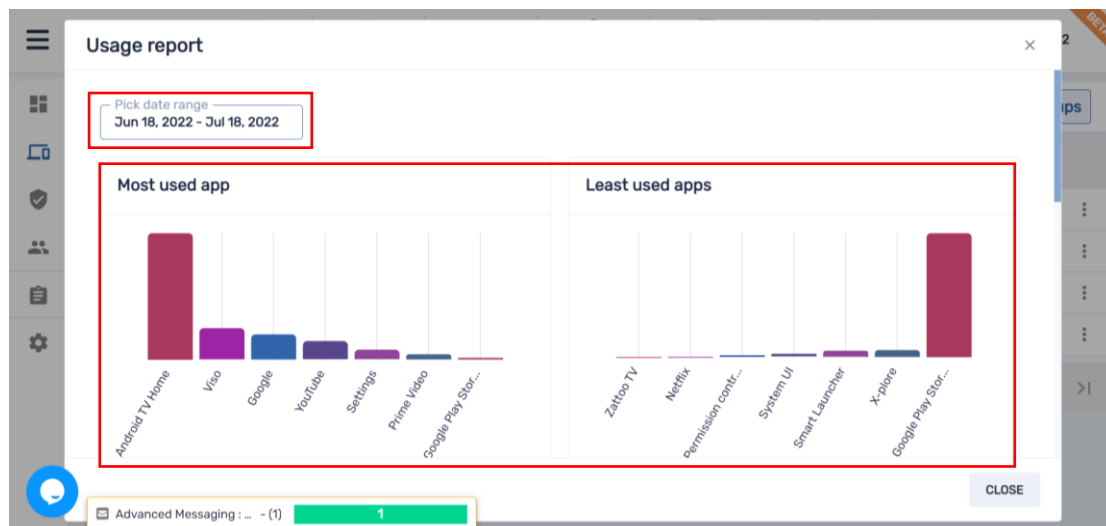 BETA
2
Usage report
×
Pick date range
Jun 18, 2022 - Jul 18, 2022
Most used app
Least used apps
Android TV Home
Viso
Google
YouTube
Settings
Prime Video
Google Play Stor...
Zattoo TV
Netflix
Permission contr...
System UI
Smart Launcher
X-plore
Google Play Stor...
CLOSE
Advanced Messaging : ... - (1)
1